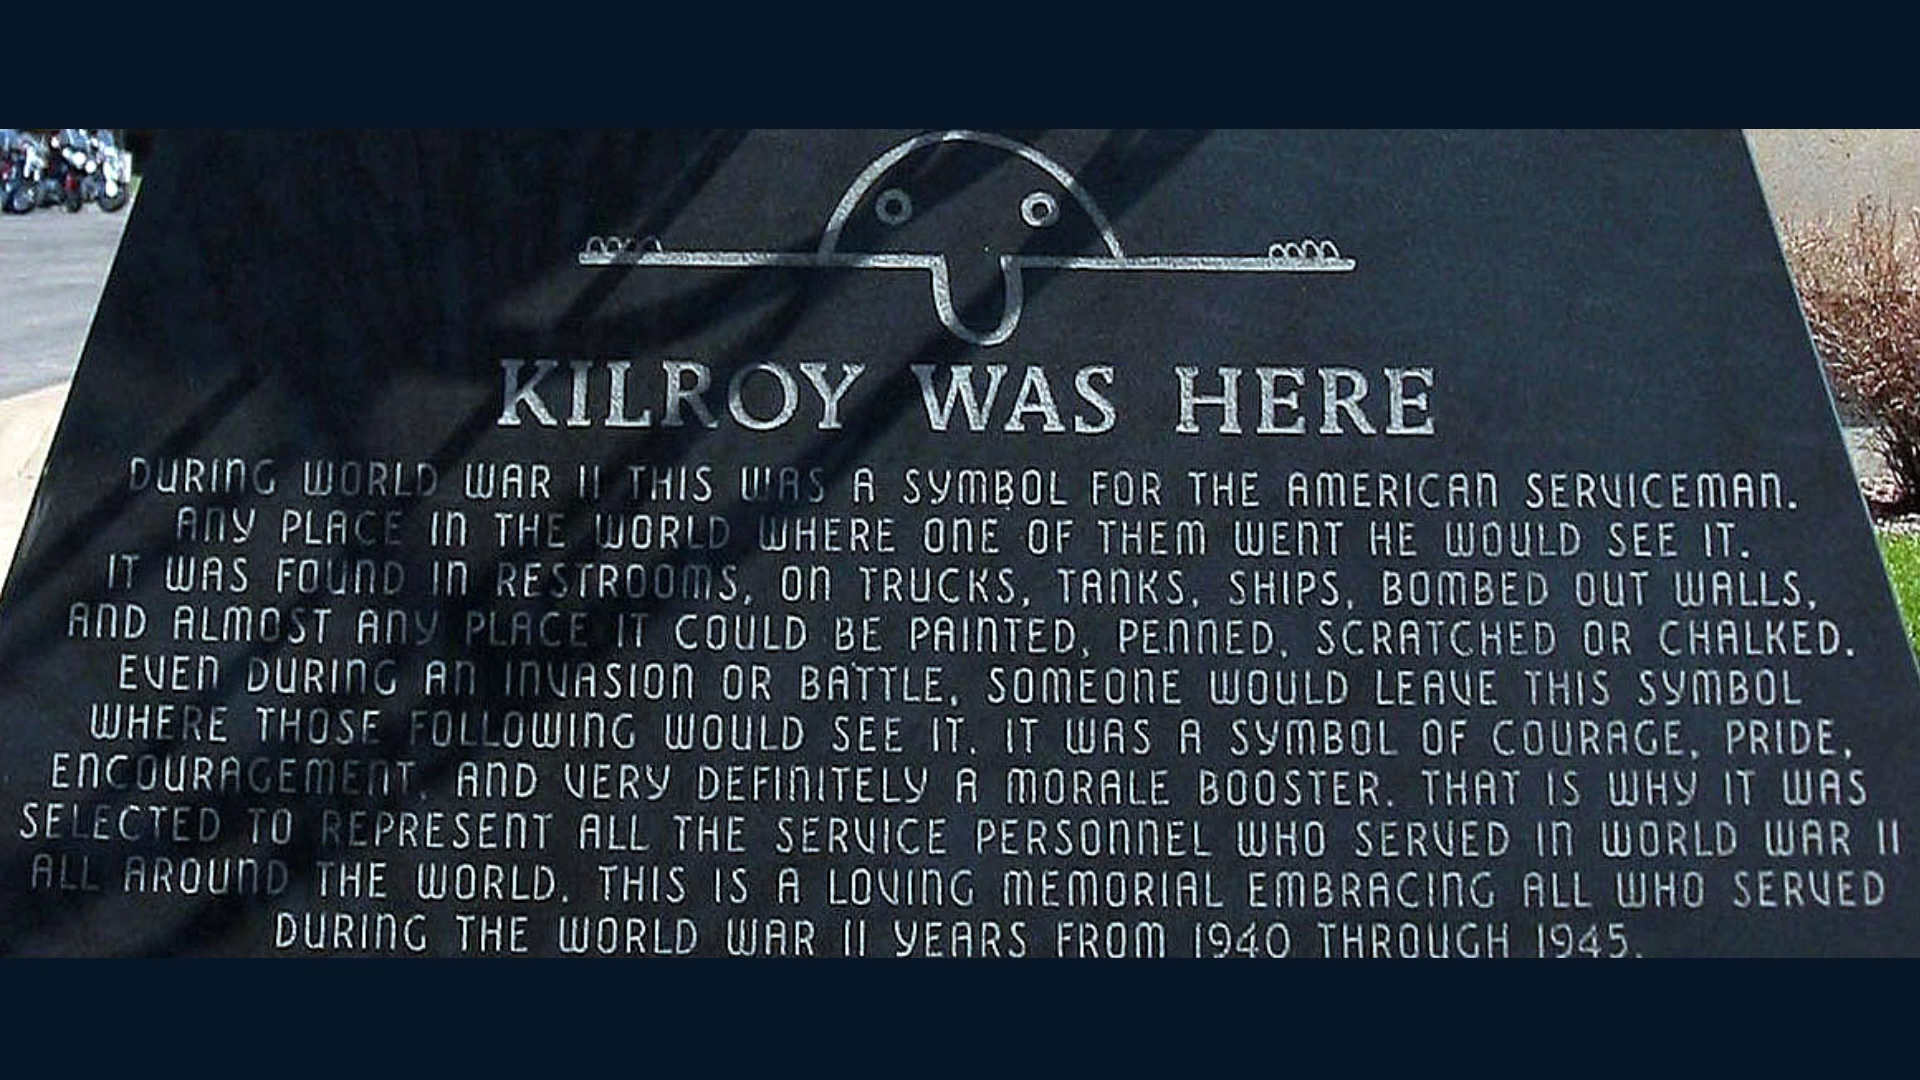 KILROY WAS HERE
DURING WORLD WAR II THIS WAS A SYMBOL FOR THE AMERICAN SERVICEMAN.
ANY PLACE IN THE WORLD WHERE ONE OF THEM WENT HE WOULD SEE IT.
IT WAS FOUND IN RESTROOMS, ON TRUCKS, TANKS, SHIPS, BOMBED OUT WALLS,
AND ALMOST ANY PLACE IT COULD BE PAINTED, PENNED, SCRATCHED OR CHALKED.
EVEN DURING AN INVASION OR BATTLE, SOMEONE WOULD LEAVE THIS SYMBOL
WHERE THOSE FOLLOWING WOULD SEE IT. IT WAS A SYMBOL OF COURAGE, PRIDE,
ENCOURAGEMENT, AND VERY DEFINITELY A MORALE BOOSTER. THAT IS WHY IT WAS
SELECTED TO REPRESENT ALL THE SERVICE PERSONNEL WHO SERVED IN WORLD WAR II
ALL AROUND THE WORLD. THIS IS A LOVING MEMORIAL EMBRACING ALL WHO SERVED
DURING THE WORLD WAR II YEARS FROM 1940 THROUGH 1945.